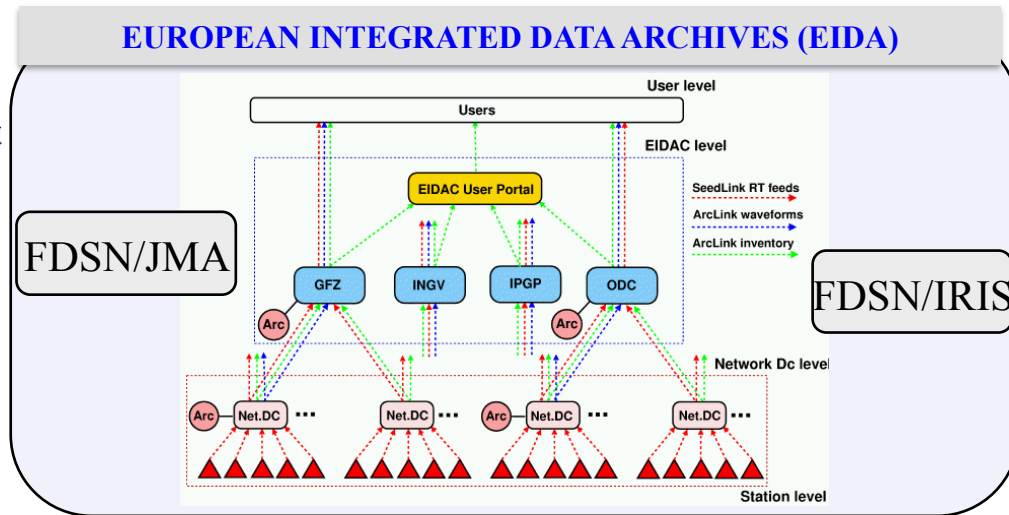 EUROPEAN INTEGRATED DATA ARCHIVES (EIDA)
User level
Users
EIDAC level
EIDAC User Portal
SeedLink RT feeds
ArcLink waveforms
ArcLink inventory
FDSN/JMA
FDSN/IRIS
GFZ
INGV
IPGP
ODC
Arc
Arc
Network Dc level
Arc
Net.DC ...
Net.DC ...
Arc
Net.DC ...
Net.DC ...
Station level